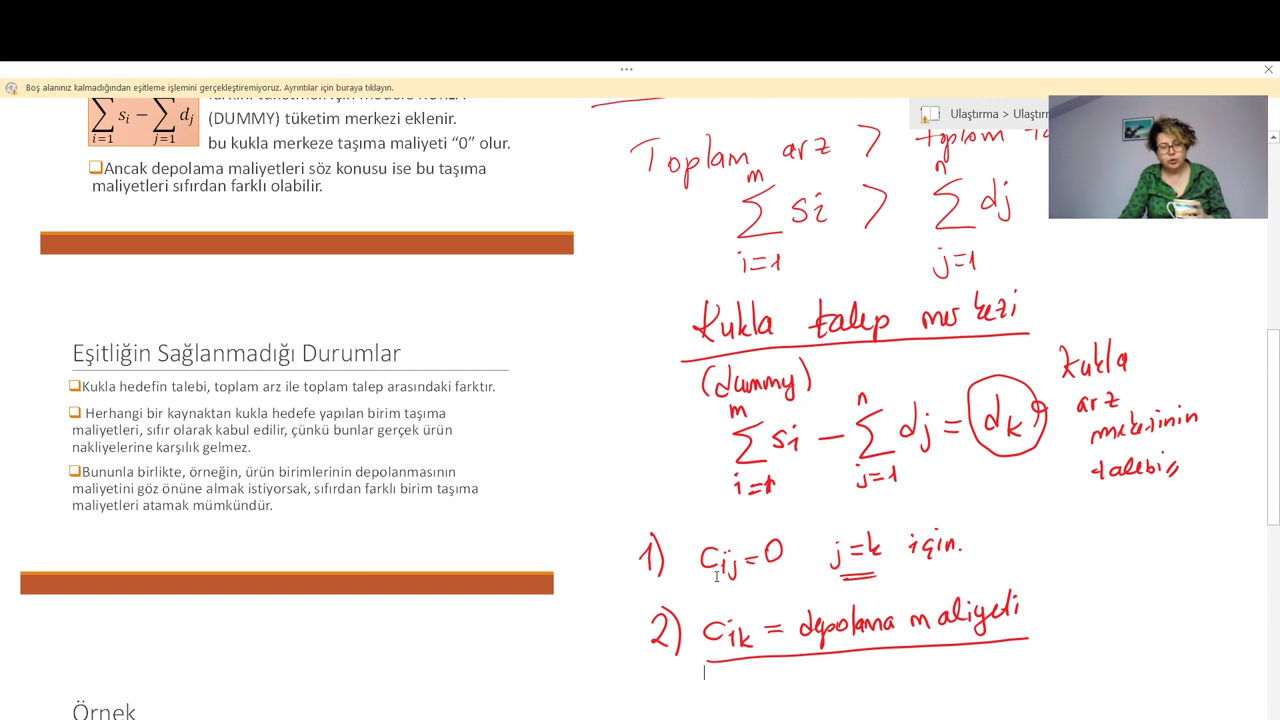 Boş alanınız kalmadığından eşitleme işlemini gerçekleştiremiyoruz. Ayrıntılar için buraya tıklayın.
∑ i=1 si − ∑ j=1 dj
(DUMMY) tüketim merkezi eklenir.
bu kukla merkeze taşıma maliyeti “0” olur.
Ancak depolama maliyetleri söz konusu ise bu taşıma
maliyetleri sıfırdan farklı olabilir.
Eşitliğin Sağlanmadığı Durumlar
Kukla hedefin talebi, toplam arz ile toplam talep arasındaki farktır.
Herhangi bir kaynaktan kukla hedefe yapılan birim taşıma
maliyetleri, sıfır olarak kabul edilir, çünkü bunlar gerçek ürün
nakliyelerine karşılık gelmez.
Bununla birlikte, örneğin, ürün birimlerinin depolanmasının
maliyetini göz önüne almak istiyorsak, sıfırdan farklı birim taşıma
maliyetleri atamak mümkündür.
Örnek
Ulaştırma > Ulaştırm
Toplam arz > toplam
m ∑ i=1 si > n ∑ j=1 dj
Kukla talep merkezi
(dummy)
m ∑ i=1 si − n ∑ j=1 dj = dk
Kukla
arz
merkezinin
talebi
1) cij=0 j=k için.
2) cik = depolama maliyeti